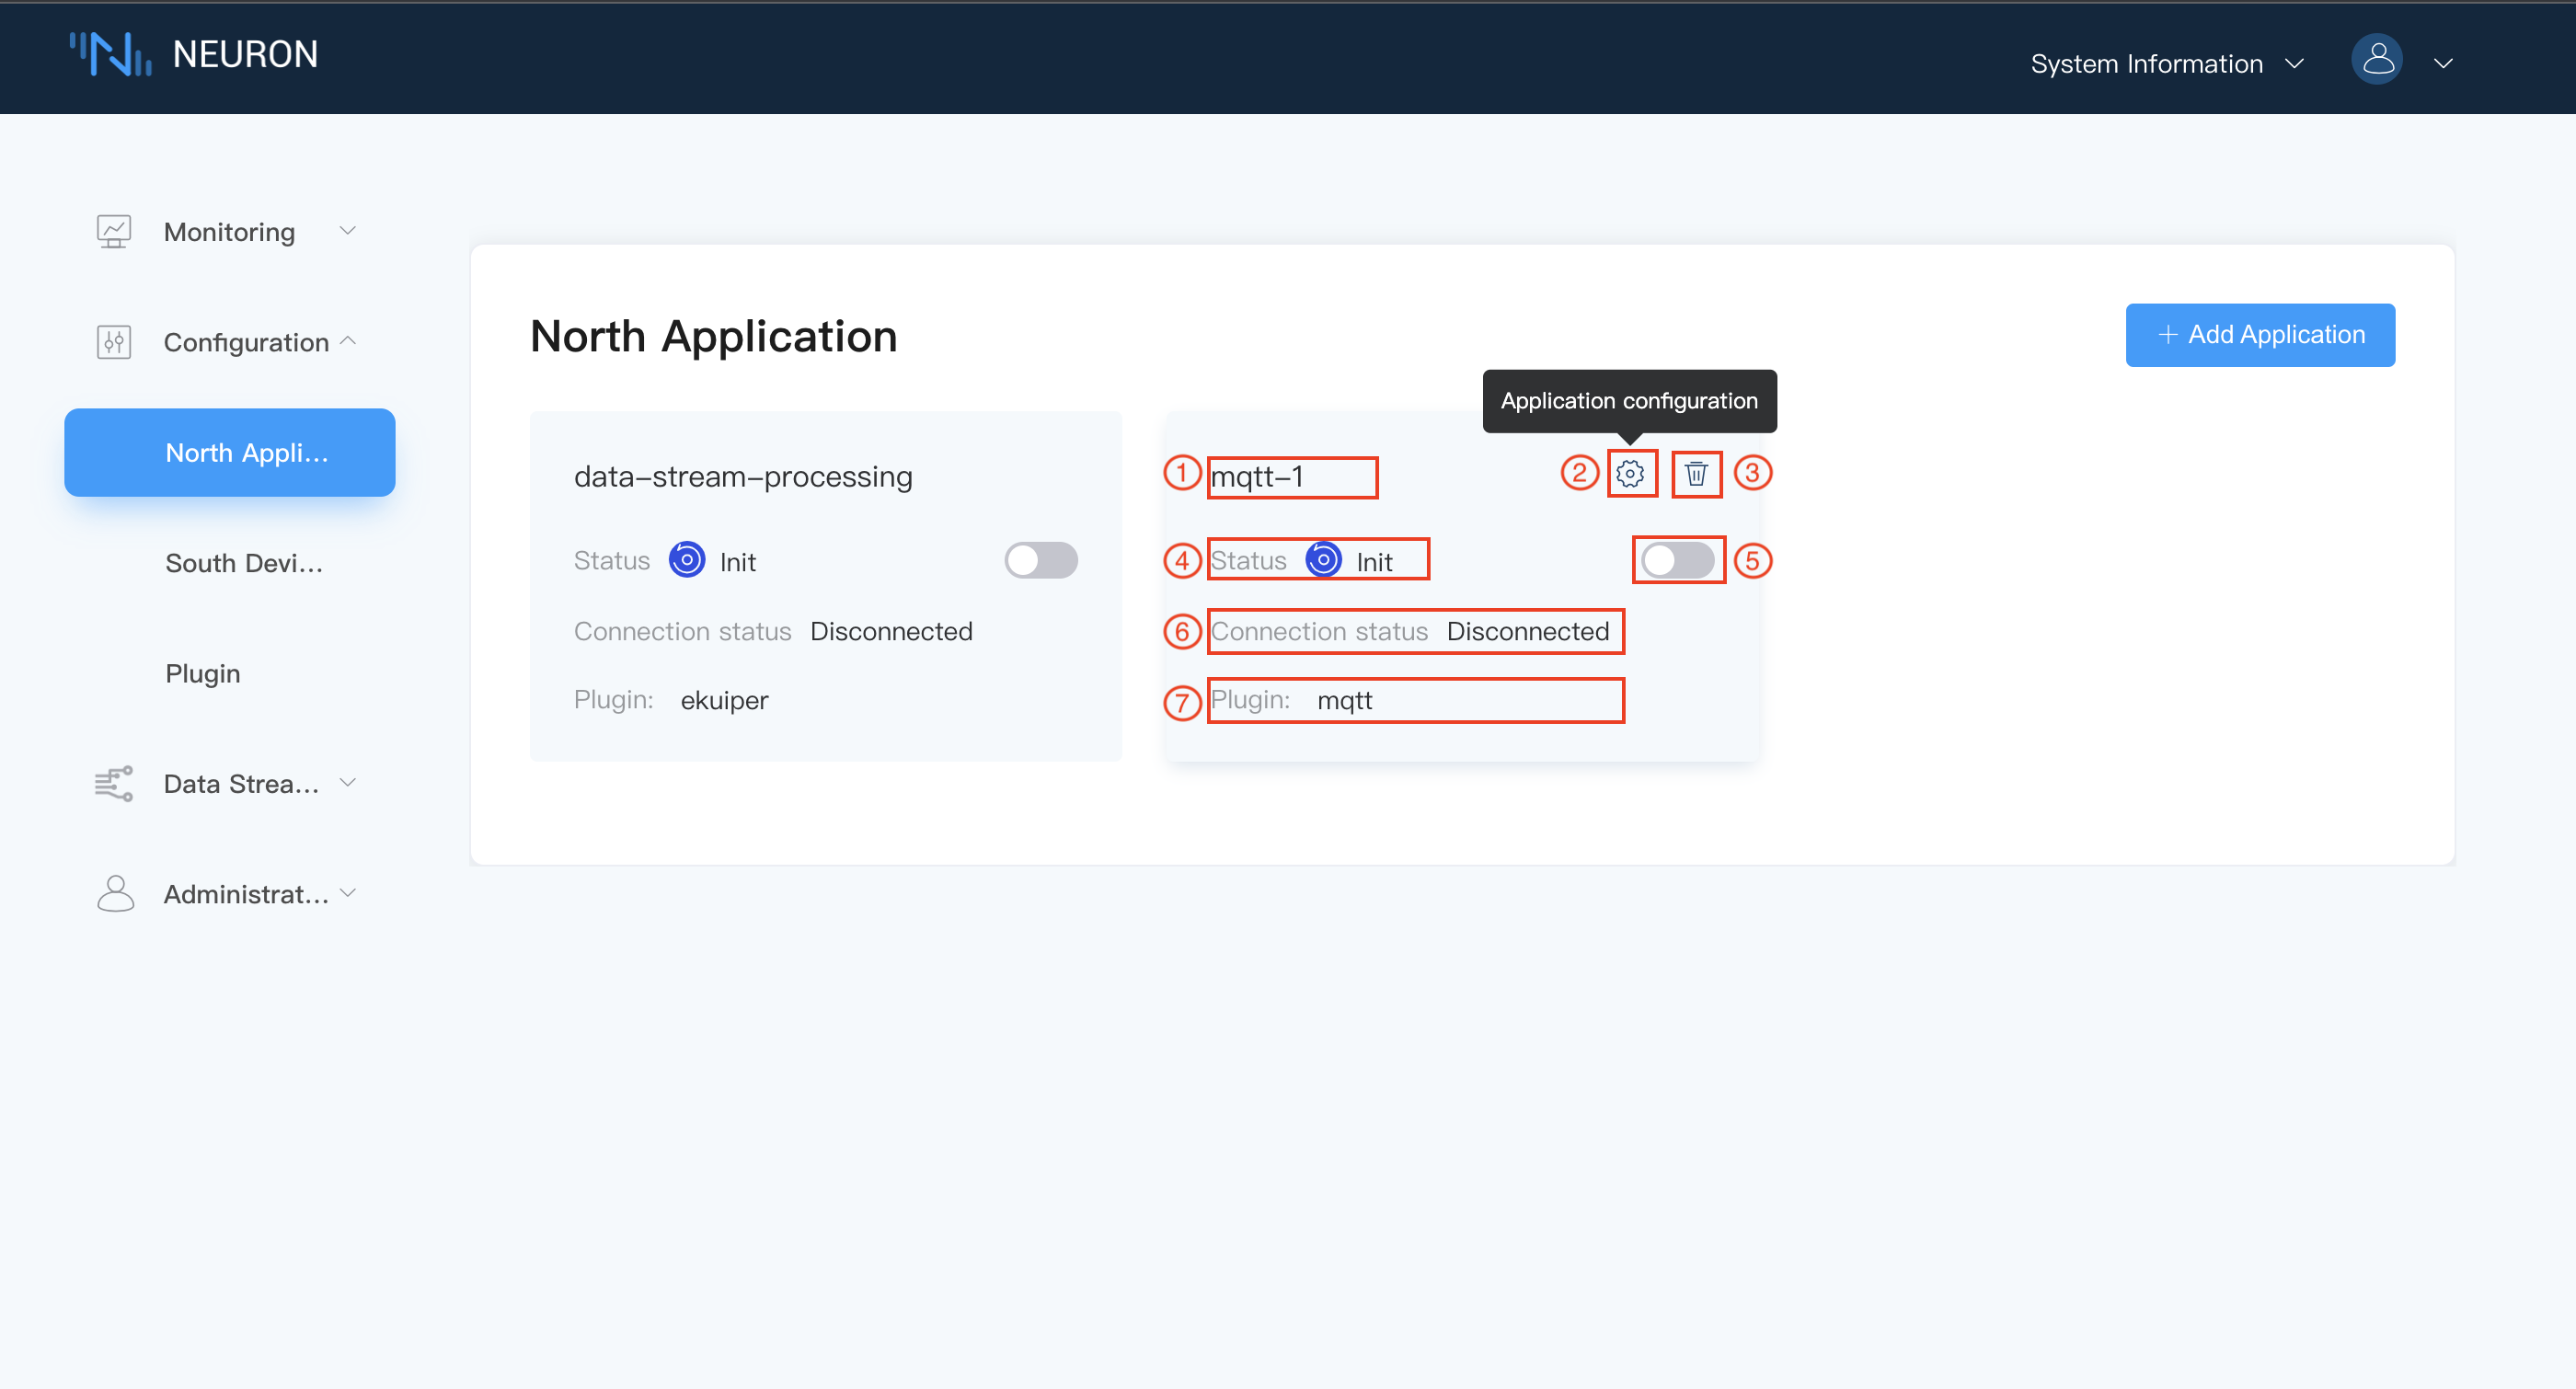 NEURON
System Information
Monitoring
Configuration
North Appli...
South Devi...
Plugin
Data Strea...
Administrat...
North Application
+ Add Application
Application configuration
data-stream-processing
Status Init
Connection status Disconnected
Plugin: ekuiper
① mqtt-1 ② ③
④ Status Init ⑤
⑥ Connection status Disconnected
⑦ Plugin: mqtt